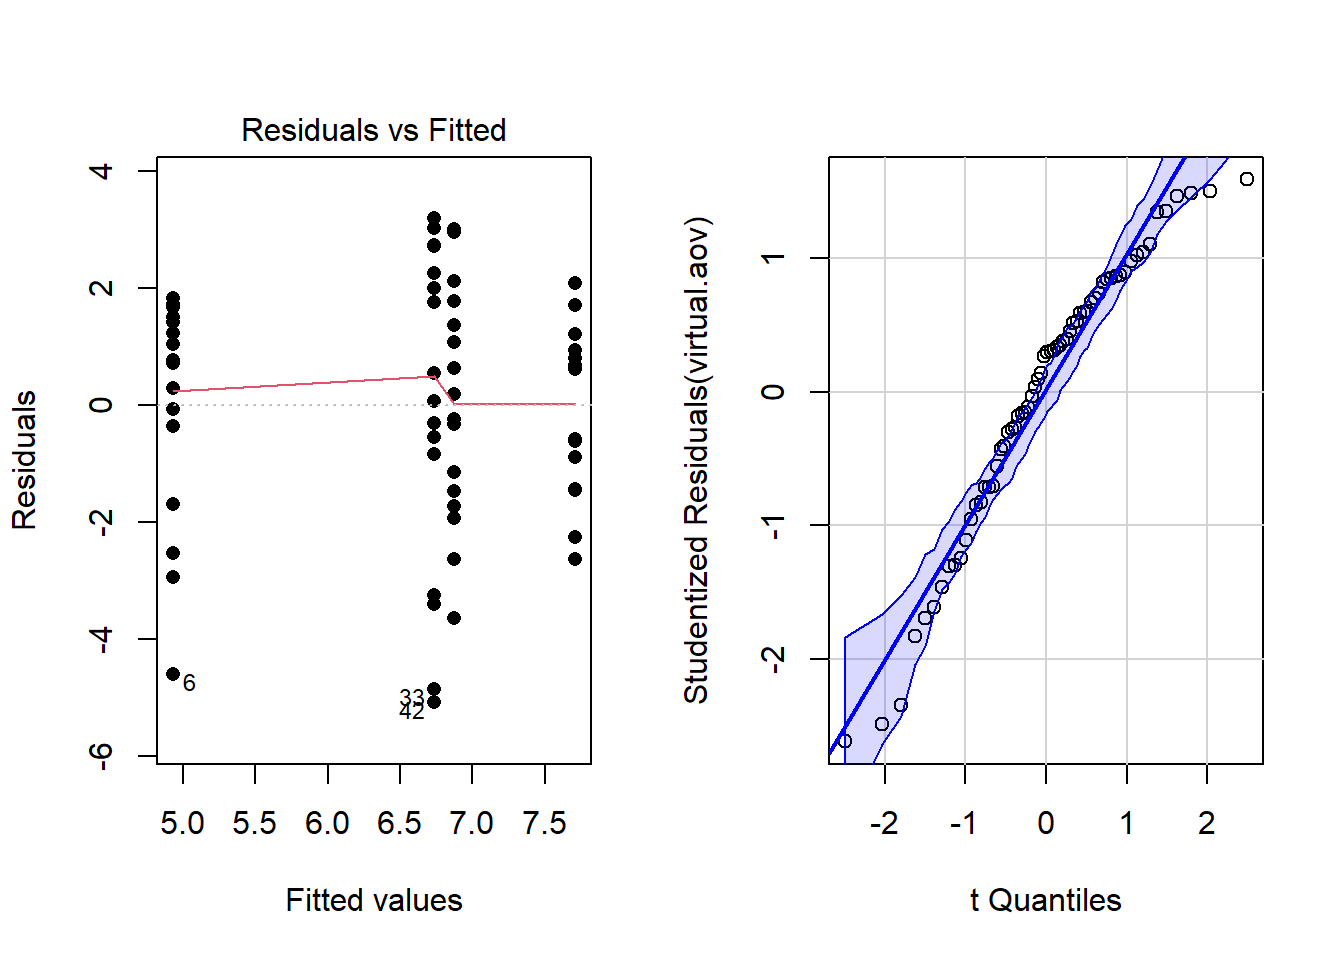 Residuals vs Fitted
Residuals
4
2
0
-2
-4
-6
6
33
42
5.0 5.5 6.0 6.5 7.0 7.5
Fitted values
Studentized Residuals(virtual.aov)
1
0
-1
-2
-2 -1 0 1 2
t Quantiles